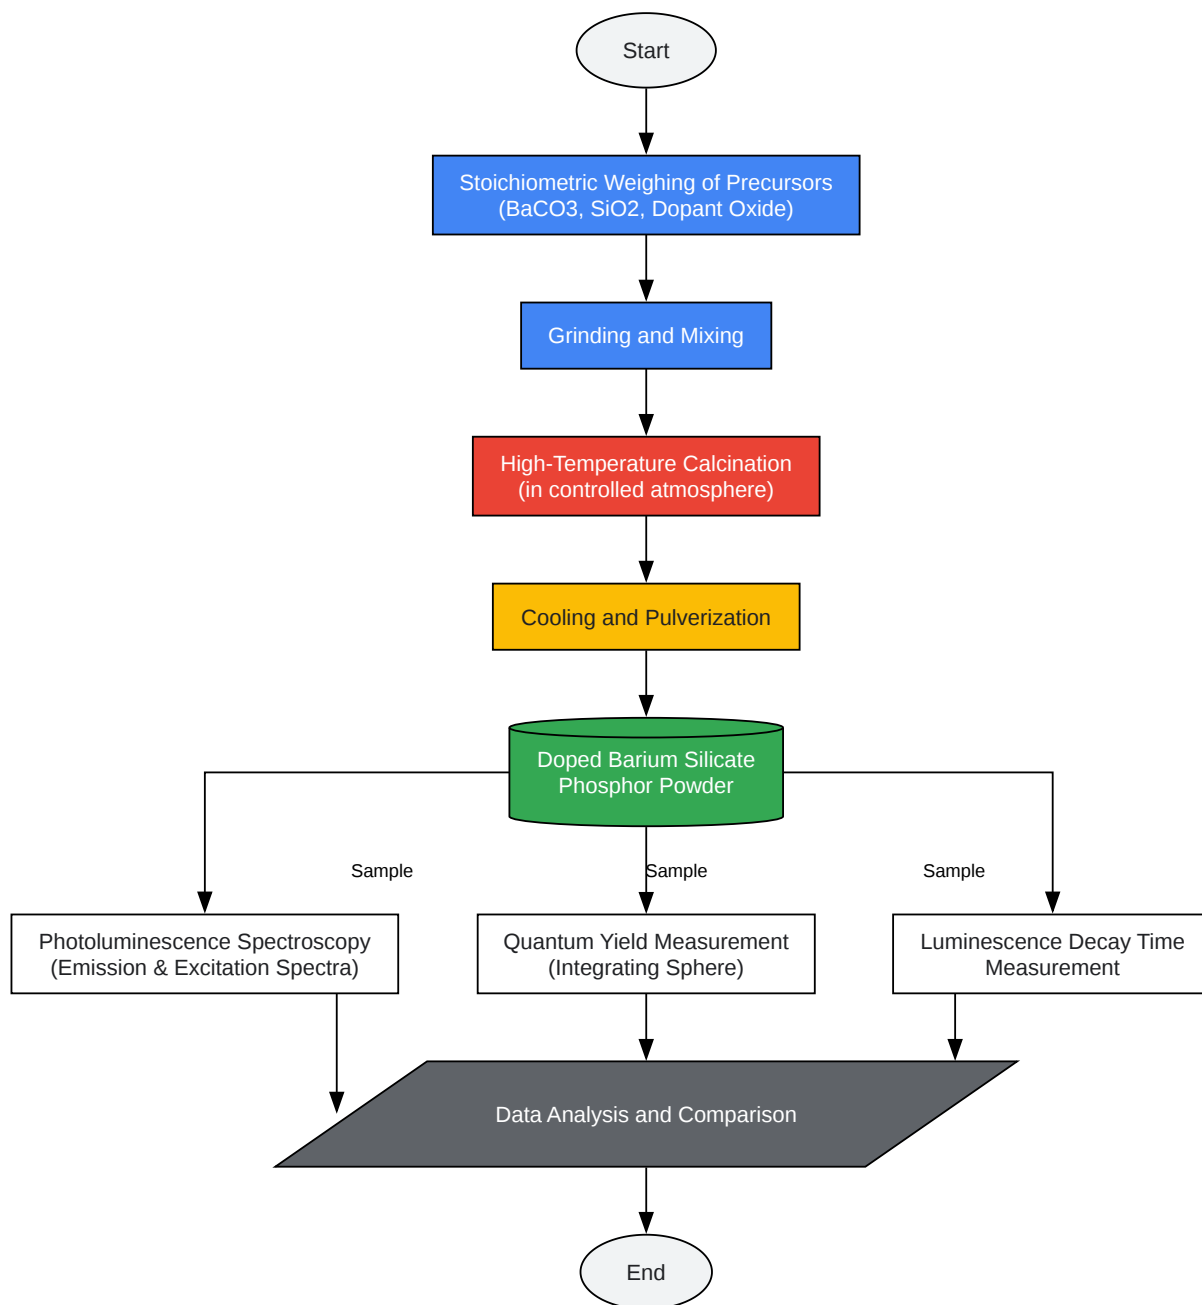 Start
Stoichiometric Weighing of Precursors
(BaCO3, SiO2, Dopant Oxide)
Grinding and Mixing
High-Temperature Calcination
(in controlled atmosphere)
Cooling and Pulverization
Doped Barium Silicate
Phosphor Powder
Sample
Sample
Sample
Photoluminescence Spectroscopy
(Emission & Excitation Spectra)
Quantum Yield Measurement
(Integrating Sphere)
Luminescence Decay Time
Measurement
Data Analysis and Comparison
End